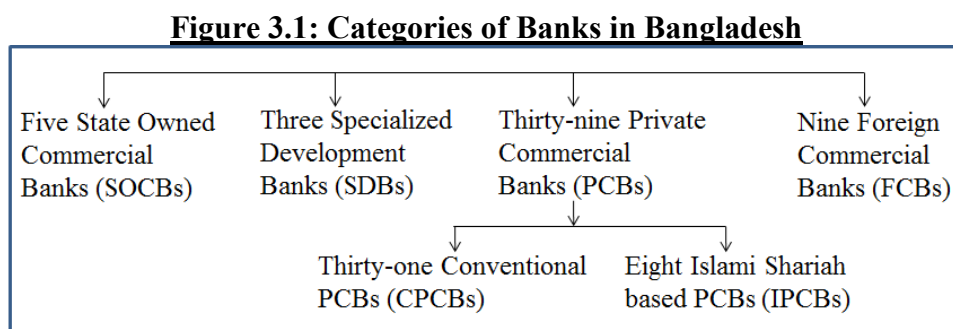 Figure 3.1: Categories of Banks in Bangladesh
Five State Owned
Commercial
Banks (SOCBs)
Three Specialized
Development
Banks (SDBs)
Thirty-nine Private
Commercial
Banks (PCBs)
Nine Foreign
Commercial
Banks (FCBs)
Thirty-one Conventional
PCBs (CPCBs)
Eight Islami Shariah
based PCBs (IPCBs)